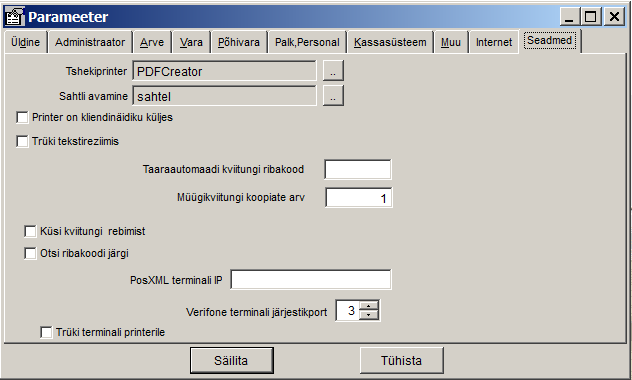 Parameeter
Üldine Administraator Arve Vara Põhivara Palk,Personal Kassasüsteem Muu Internet Seadmed
Tshekiprinter PDFCreator ..
Sahtli avamine sahtel ..
Printer on kliendinäidiku küljes
Trüki tekstireziimis
Taaraautomaadi kviitungi ribakood
Müügikviitungi koopiate arv 1
Küsi kviitungi rebimist
Otsi ribakoodi järgi
PosXML terminali IP
Verifone terminali järjestikport 3
Trüki terminali printerile
Säilita Tühista